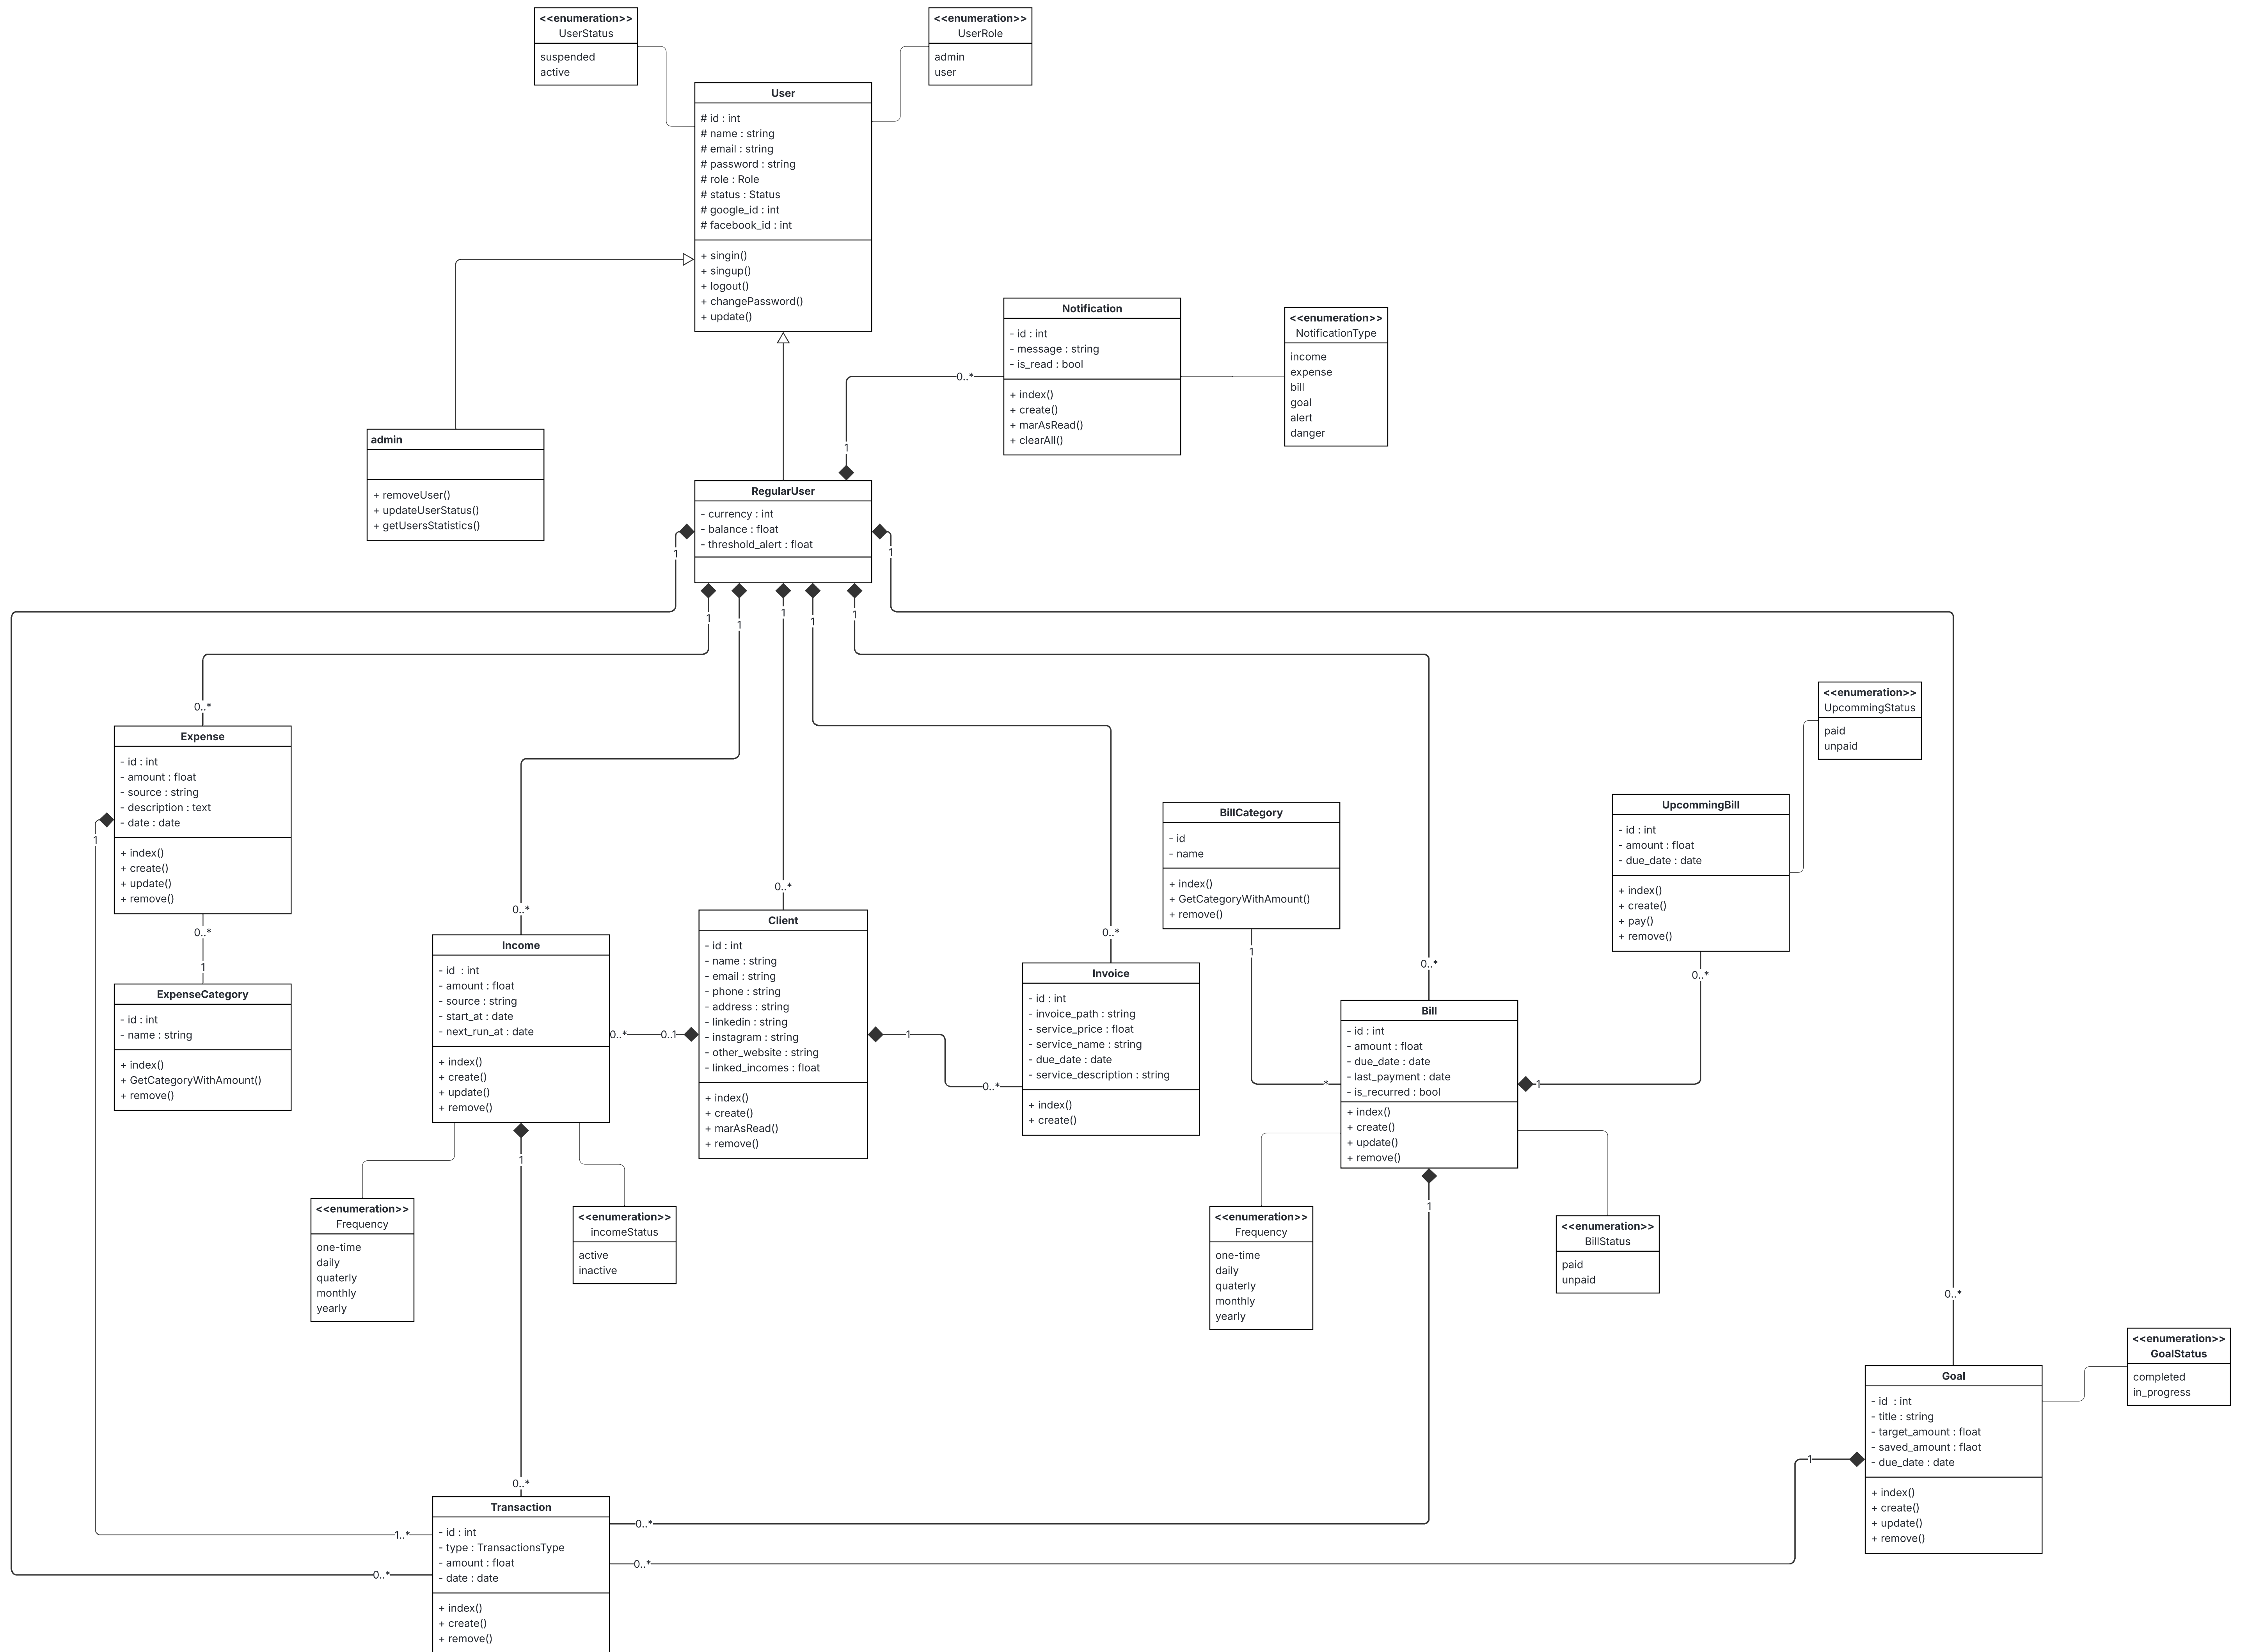 <<enumeration>>
UserStatus
suspended
active
<<enumeration>>
UserRole
admin
user
User
# id : int
# name : string
# email : string
# password : string
# role : Role
# status : Status
# google_id : int
# facebook_id : int
+ singin()
+ singup()
+ logout()
+ changePassword()
+ update()
Notification
- id : int
- message : string
- is_read : bool
+ index()
+ create()
+ marAsRead()
+ clearAll()
<<enumeration>>
NotificationType
income
expense
bill
goal
alert
danger
0..*
1
admin
+ removeUser()
+ updateUserStatus()
+ getUsersStatistics()
RegularUser
- currency : int
- balance : float
- threshold_alert : float
1
1
1
1
1
1
1
0..*
Expense
- id : int
- amount : float
- source : string
- description : text
- date : date
+ index()
+ create()
+ update()
+ remove()
1
0..*
1
ExpenseCategory
- id : int
- name : string
+ index()
+ GetCategoryWithAmount()
+ remove()
0..*
Income
- id  : int
- amount : float
- source : string
- start_at : date
- next_run_at : date
+ index()
+ create()
+ update()
+ remove()
0..*
0..1
1
<<enumeration>>
Frequency
one-time
daily
quaterly
monthly
yearly
<<enumeration>>
incomeStatus
active
inactive
0..*
Client
- id : int
- name : string
- email : string
- phone : string
- address : string
- linkedin : string
- instagram : string
- other_website : string
- linked_incomes : float
+ index()
+ create()
+ marAsRead()
+ remove()
1
0..*
0..*
Invoice
- id : int
- invoice_path : string
- service_price : float
- service_name : string
- due_date : date
- service_description : string
+ index()
+ create()
BillCategory
- id
- name
+ index()
+ GetCategoryWithAmount()
+ remove()
1
*
0..*
Bill
- id : int
- amount : float
- due_date : date
- last_payment : date
- is_recurred : bool
+ index()
+ create()
+ update()
+ remove()
1
1
<<enumeration>>
UpcommingStatus
paid
unpaid
UpcommingBill
- id : int
- amount : float
- due_date : date
+ index()
+ create()
+ pay()
+ remove()
0..*
<<enumeration>>
Frequency
one-time
daily
quaterly
monthly
yearly
<<enumeration>>
BillStatus
paid
unpaid
0..*
<<enumeration>>
GoalStatus
completed
in_progress
Goal
- id  : int
- title : string
- target_amount : float
- saved_amount : flaot
- due_date : date
+ index()
+ create()
+ update()
+ remove()
1
0..*
Transaction
- id : int
- type : TransactionsType
- amount : float
- date : date
+ index()
+ create()
+ remove()
1..*
0..*
0..*
0..*